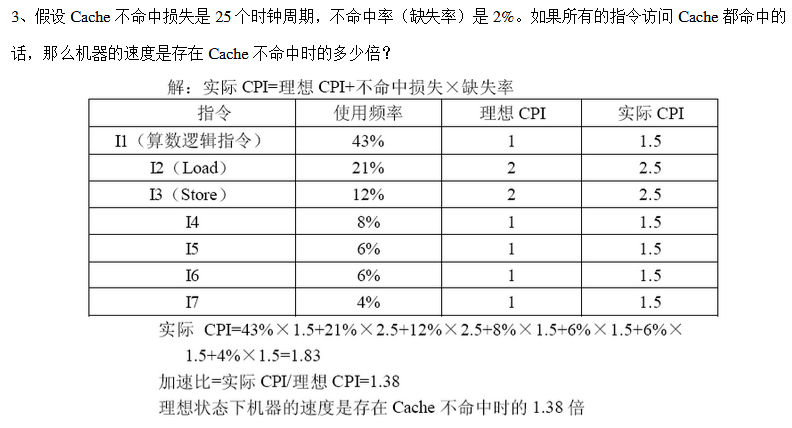 3、假设 Cache 不命中损失是 25 个时钟周期，不命中率（缺失率）是 2%。如果所有的指令访问 Cache 都命中的
话，那么机器的速度是存在 Cache 不命中时的多少倍？
解：实际 CPI=理想 CPI+不命中损失×缺失率
指令 使用频率 理想 CPI 实际 CPI
I1（算数逻辑指令） 43% 1 1.5
I2（Load） 21% 2 2.5
I3（Store） 12% 2 2.5
I4 8% 1 1.5
I5 6% 1 1.5
I6 6% 1 1.5
I7 4% 1 1.5
实际 CPI=43%×1.5+21%×2.5+12%×2.5+8%×1.5+6%×1.5+6%×
1.5+4%×1.5=1.83
加速比=实际 CPI/理想 CPI=1.38
理想状态下机器的速度是存在 Cache 不命中时的 1.38 倍